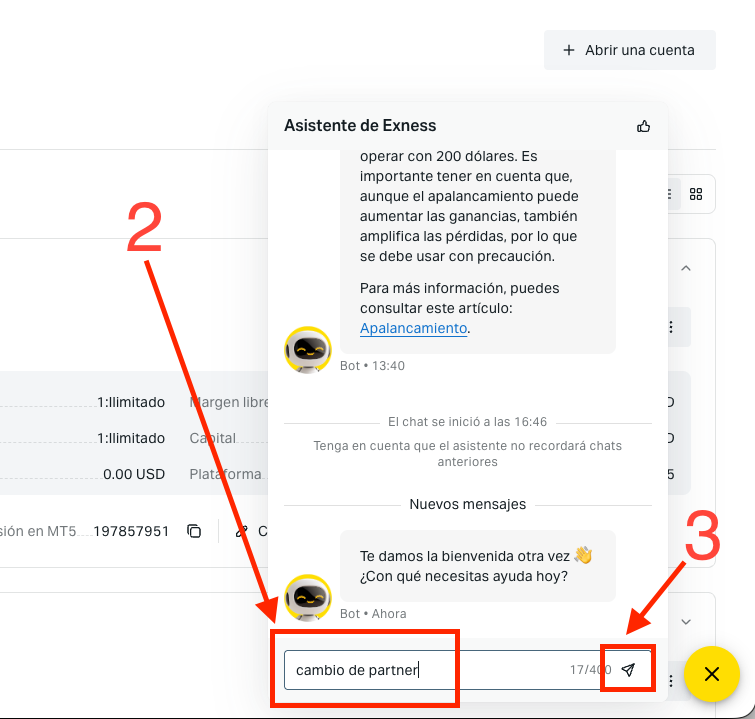 + Abrir una cuenta
Asistente de Exness
operar con 200 dólares. Es
importante tener en cuenta que,
aunque el apalancamiento puede
aumentar las ganancias, también
amplifica las pérdidas, por lo que
se debe usar con precaución.
Para más información, puedes
consultar este artículo:
Apalancamiento.
Bot • 13:40
2
1:Ilimitado
Margen libre
D
El chat se inició a las 16:46
1:Ilimitado
Capital
D
Tenga en cuenta que el asistente no recordará chats
anteriores
0.00 USD
Plataforma
5
Nuevos mensajes
3
sión en MT5
197857951
C
Te damos la bienvenida otra vez 👋
¿Con qué necesitas ayuda hoy?
Bot • Ahora
cambio de partner
17/400